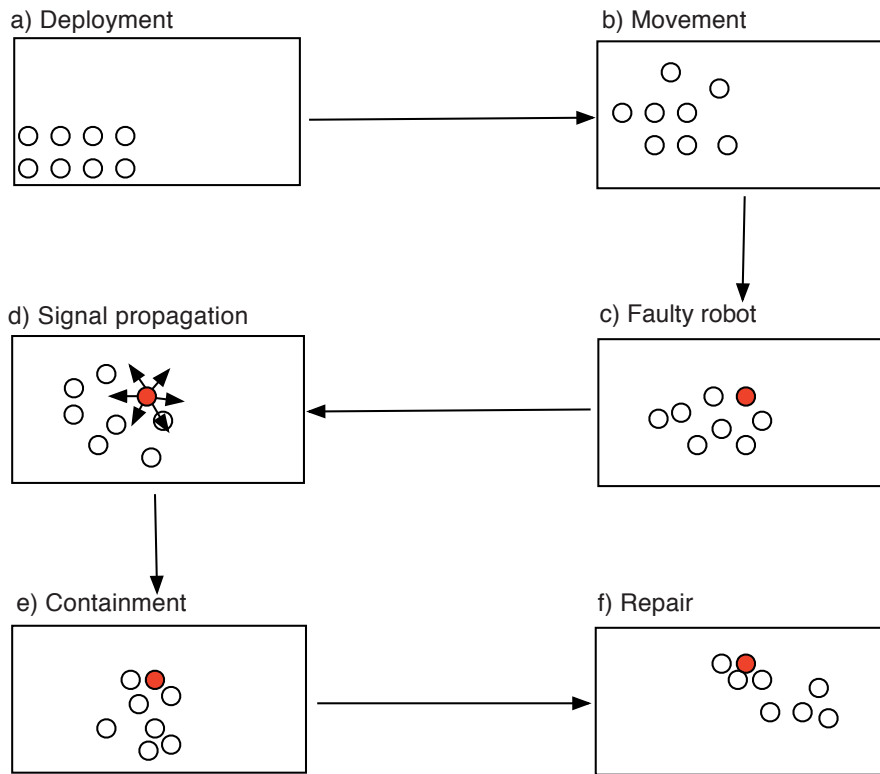 a) Deployment
b) Movement
c) Faulty robot
d) Signal propagation
e) Containment
f) Repair